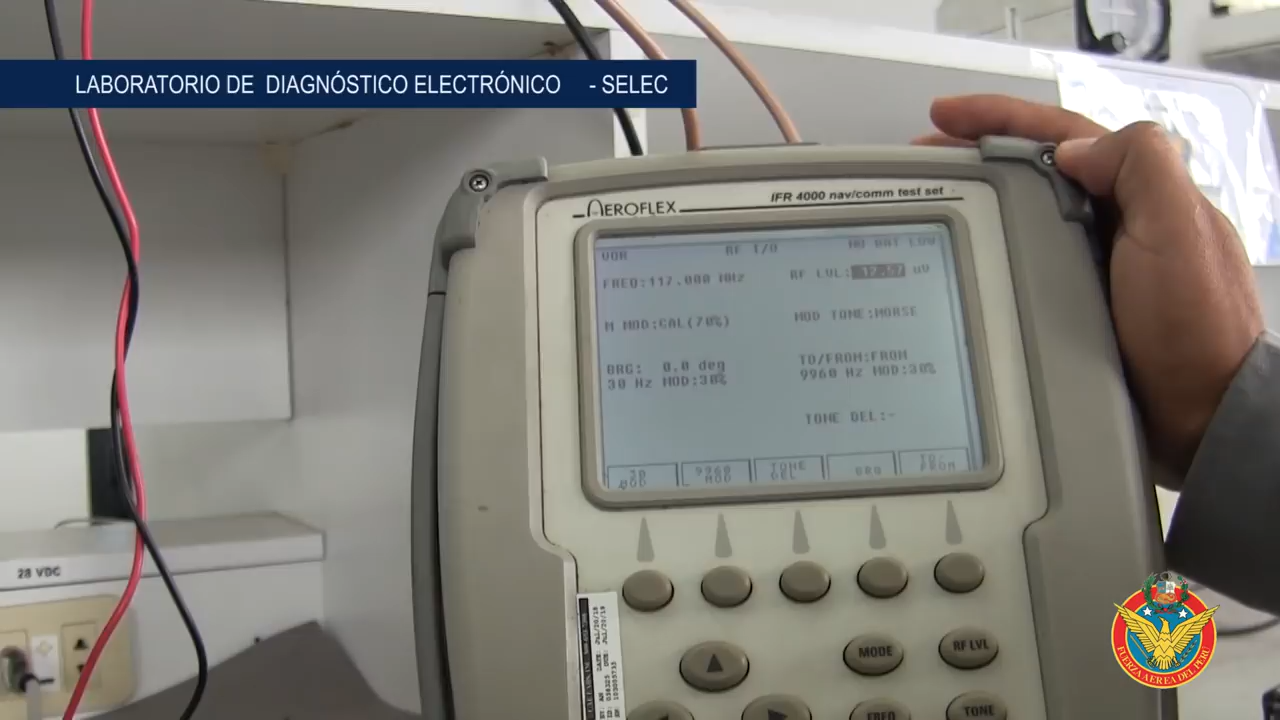 LABORATORIO DE DIAGNÓSTICO ELECTRÓNICO - SELEC
AEROFLEX
IFR 4000 nav/comm test set
VOR RF I/O BAT LOW
FREQ:117.000 MHz RF LVL: 12.57 uV
M MOD:CAL(70%) MOD TONE:MORSE
BRG: 0.0 deg TO/FROM:FROM
30 Hz MOD:30% 9960 Hz MOD:30%
TONE DEL:-
30 MOD
9960 MOD
TONE DEL
BRG
TO/FROM
28 VDC
MODE
RF LVL
FREQ
TONE
FUERZA AEREA DEL PERU